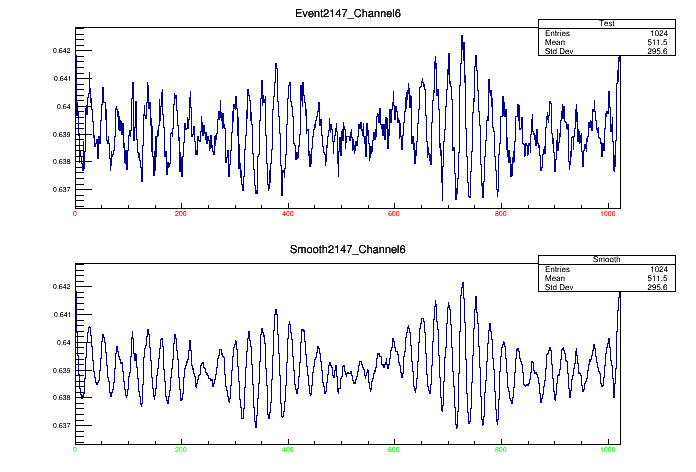 Event2147_Channel6
Test
Entries 1024
Mean 511.5
Std Dev 295.6
0.642
0.641
0.64
0.639
0.638
0.637
0 200 400 600 800 1000
Smooth2147_Channel6
Smooth
Entries 1024
Mean 511.5
Std Dev 295.6
0.642
0.641
0.64
0.639
0.638
0.637
0 200 400 600 800 1000